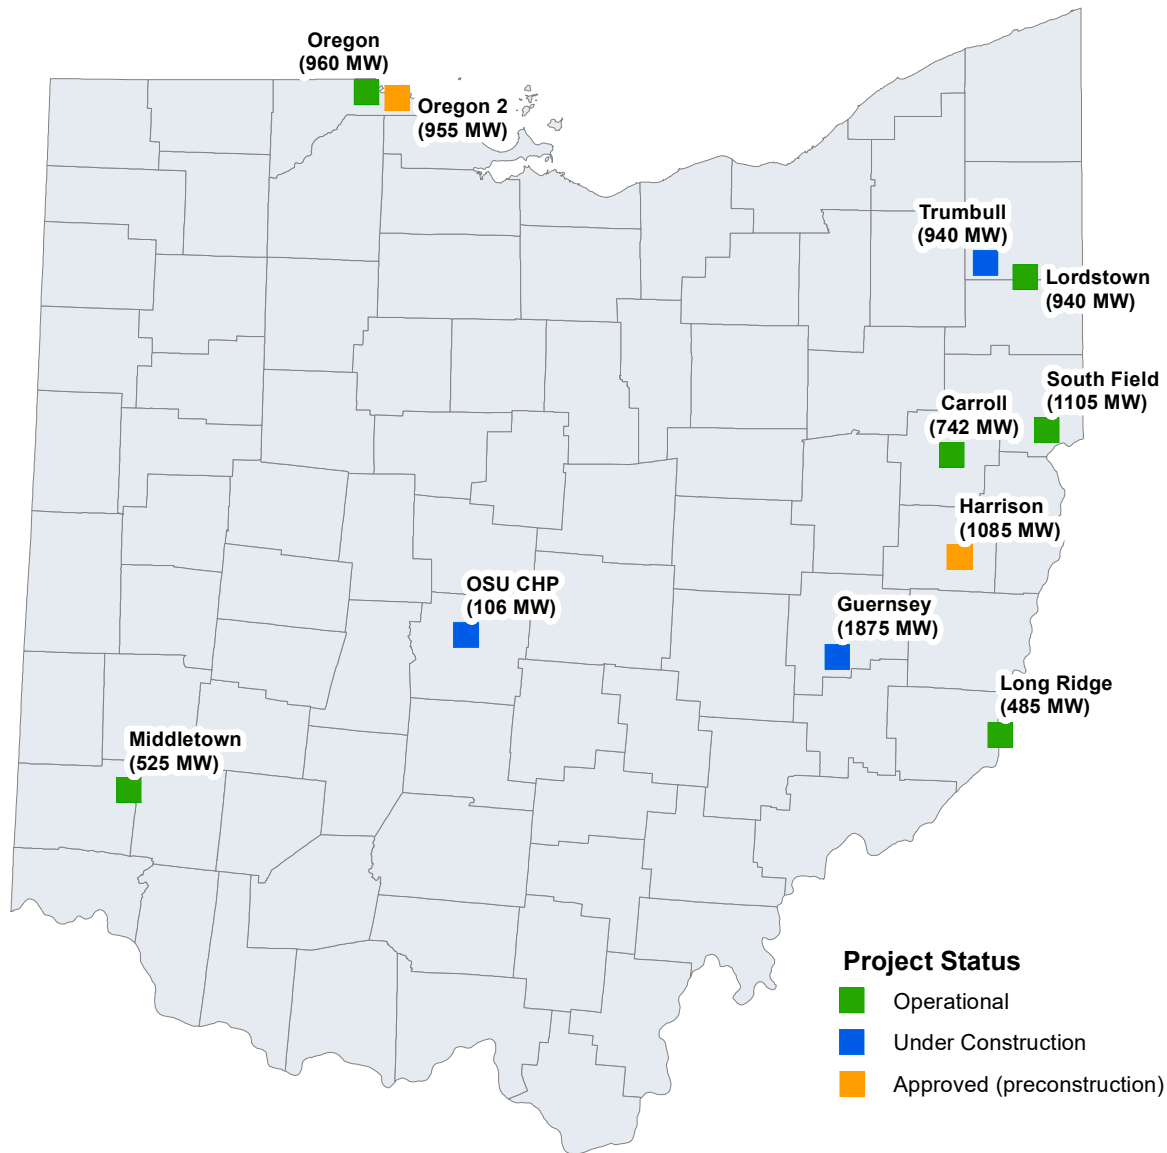 Oregon
(960 MW)
Oregon 2
(955 MW)
Trumbull
(940 MW)
Lordstown
(940 MW)
South Field
(1105 MW)
Carroll
(742 MW)
Harrison
(1085 MW)
OSU CHP
(106 MW)
Guernsey
(1875 MW)
Long Ridge
(485 MW)
Middletown
(525 MW)
Project Status
Operational
Under Construction
Approved (preconstruction)